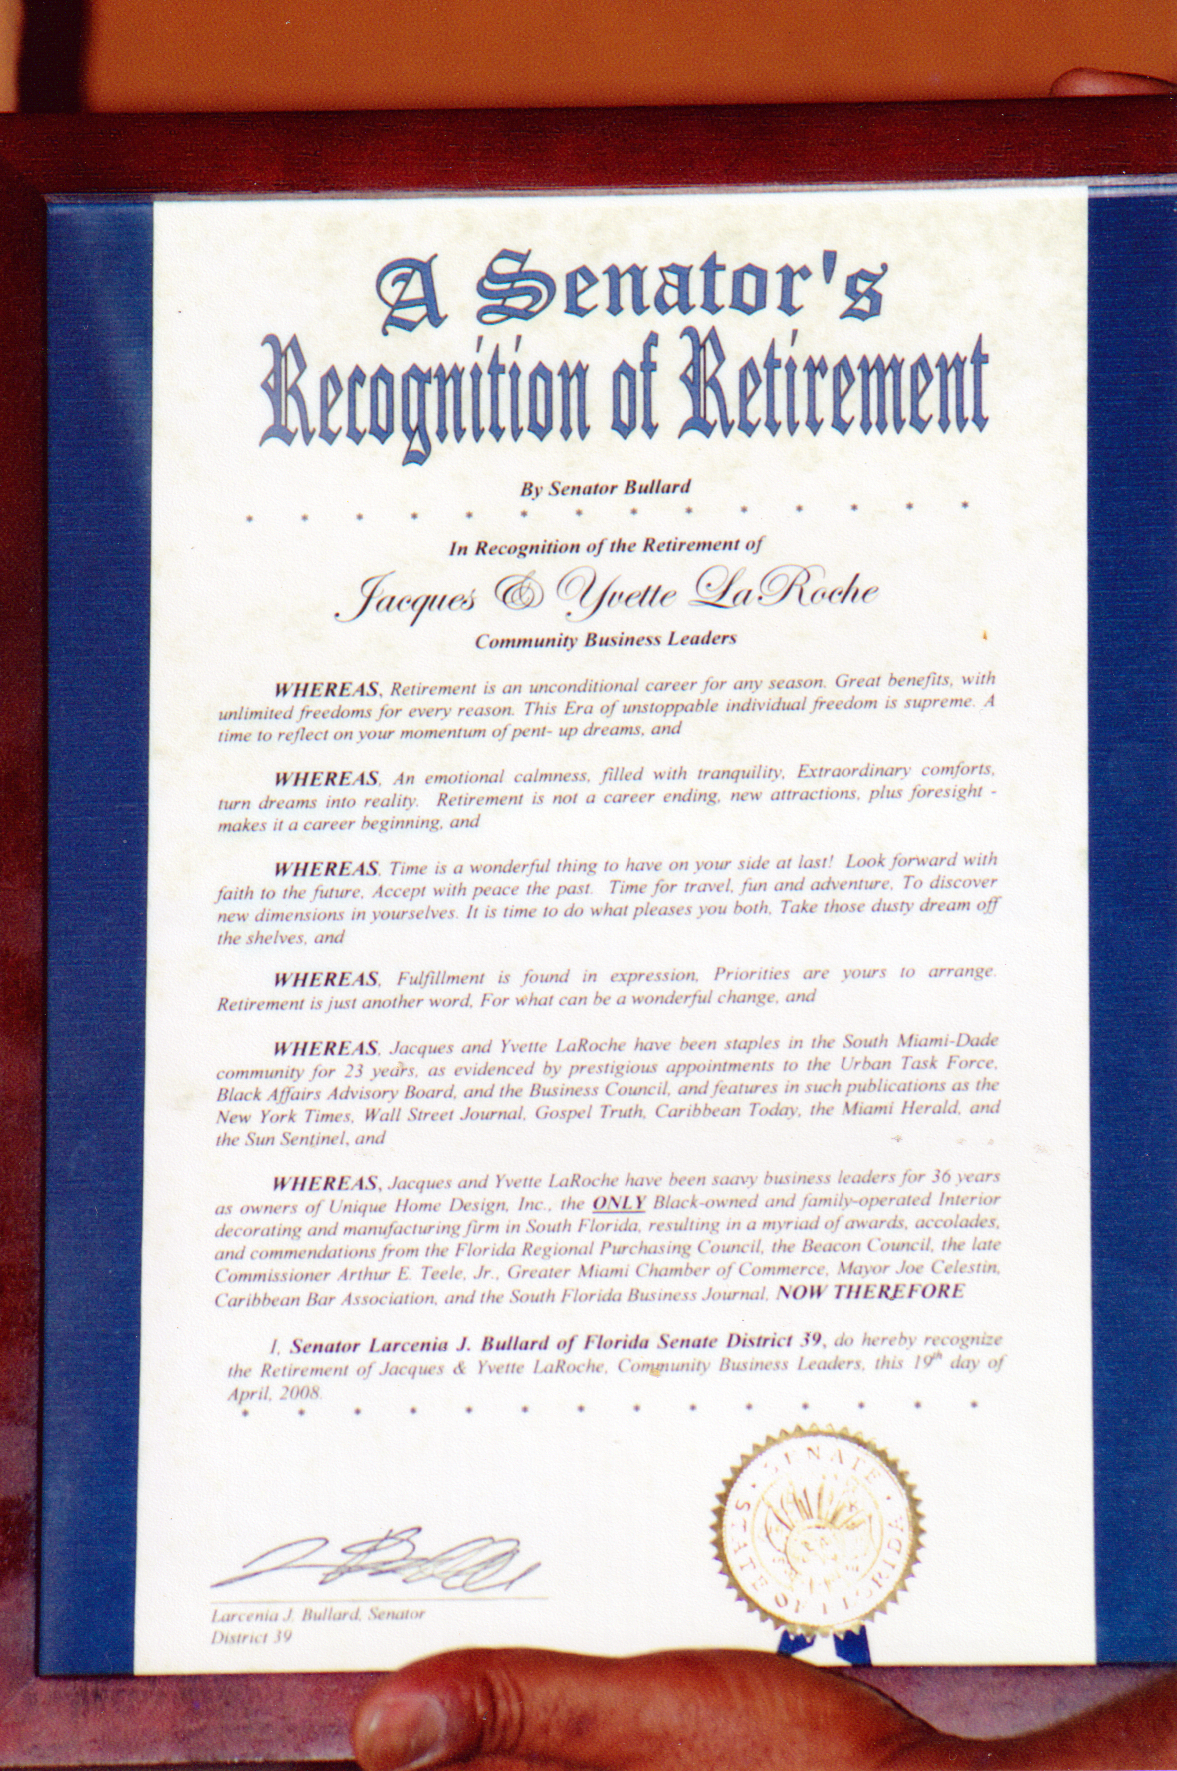 A Senator's
Recognition of Retirement
By Senator Bullard
* * * * * * * * * * * * * *
In Recognition of the Retirement of
Jacques & Yvette LaRoche
Community Business Leaders
WHEREAS, Retirement is an unconditional career for any season. Great benefits, with
unlimited freedoms for every reason. This Era of unstoppable individual freedom is supreme. A
time to reflect on your momentum of pent- up dreams, and
WHEREAS, An emotional calmness, filled with tranquility, Extraordinary comforts,
turn dreams into reality. Retirement is not a career ending, new attractions, plus foresight -
makes it a career beginning, and
WHEREAS, Time is a wonderful thing to have on your side at last! Look forward with
faith to the future, Accept with peace the past. Time for travel, fun and adventure, To discover
new dimensions in yourselves. It is time to do what pleases you both, Take those dusty dream off
the shelves, and
WHEREAS, Fulfillment is found in expression, Priorities are yours to arrange.
Retirement is just another word, For what can be a wonderful change, and
WHEREAS, Jacques and Yvette LaRoche have been staples in the South Miami-Dade
community for 23 years, as evidenced by prestigious appointments to the Urban Task Force,
Black Affairs Advisory Board, and the Business Council, and features in such publications as the
New York Times, Wall Street Journal, Gospel Truth, Caribbean Today, the Miami Herald, and
the Sun Sentinel, and
WHEREAS, Jacques and Yvette LaRoche have been saavy business leaders for 36 years
as owners of Unique Home Design, Inc., the ONLY Black-owned and family-operated Interior
decorating and manufacturing firm in South Florida, resulting in a myriad of awards, accolades,
and commendations from the Florida Regional Purchasing Council, the Beacon Council, the late
Commissioner Arthur E. Teele, Jr., Greater Miami Chamber of Commerce, Mayor Joe Celestin,
Caribbean Bar Association, and the South Florida Business Journal, NOW THEREFORE
I, Senator Larcenia J. Bullard of Florida Senate District 39, do hereby recognize
the Retirement of Jacques & Yvette LaRoche, Community Business Leaders, this 19th day of
April, 2008.
* * * * * * * * * * * * * *
SENATE
STATE OF FLORIDA
Larcenia J. Bullard, Senator
District 39